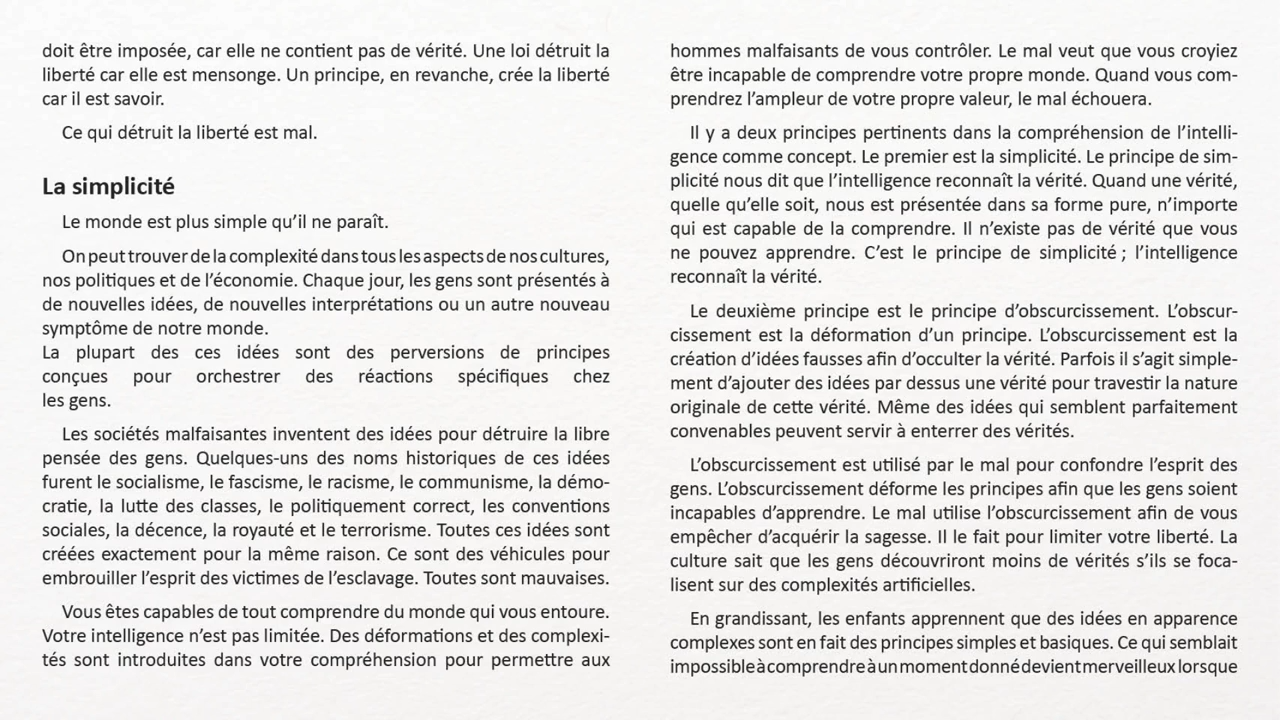 doit être imposée, car elle ne contient pas de vérité. Une loi détruit la
liberté car elle est mensonge. Un principe, en revanche, crée la liberté
car il est savoir.
Ce qui détruit la liberté est mal.
La simplicité
Le monde est plus simple qu’il ne paraît.
On peut trouver de la complexité dans tous les aspects de nos cultures,
nos politiques et de l’économie. Chaque jour, les gens sont présentés à
de nouvelles idées, de nouvelles interprétations ou un autre nouveau
symptôme de notre monde.
La plupart des ces idées sont des perversions de principes
conçues pour orchestrer des réactions spécifiques chez
les gens.
Les sociétés malfaisantes inventent des idées pour détruire la libre
pensée des gens. Quelques-uns des noms historiques de ces idées
furent le socialisme, le fascisme, le racisme, le communisme, la démo-
cratie, la lutte des classes, le politiquement correct, les conventions
sociales, la décence, la royauté et le terrorisme. Toutes ces idées sont
créées exactement pour la même raison. Ce sont des véhicules pour
embrouiller l’esprit des victimes de l’esclavage. Toutes sont mauvaises.
Vous êtes capables de tout comprendre du monde qui vous entoure.
Votre intelligence n’est pas limitée. Des déformations et des complexi-
tés sont introduites dans votre compréhension pour permettre aux
hommes malfaisants de vous contrôler. Le mal veut que vous croyiez
être incapable de comprendre votre propre monde. Quand vous com-
prendrez l’ampleur de votre propre valeur, le mal échouera.
Il y a deux principes pertinents dans la compréhension de l’intelli-
gence comme concept. Le premier est la simplicité. Le principe de sim-
plicité nous dit que l’intelligence reconnaît la vérité. Quand une vérité,
quelle qu’elle soit, nous est présentée dans sa forme pure, n’importe
qui est capable de la comprendre. Il n’existe pas de vérité que vous
ne pouvez apprendre. C’est le principe de simplicité ; l’intelligence
reconnaît la vérité.
Le deuxième principe est le principe d’obscurcissement. L’obscur-
cissement est la déformation d’un principe. L’obscurcissement est la
création d’idées fausses afin d’occulter la vérité. Parfois il s’agit simple-
ment d’ajouter des idées par dessus une vérité pour travestir la nature
originale de cette vérité. Même des idées qui semblent parfaitement
convenables peuvent servir à enterrer des vérités.
L’obscurcissement est utilisé par le mal pour confondre l’esprit des
gens. L’obscurcissement déforme les principes afin que les gens soient
incapables d’apprendre. Le mal utilise l’obscurcissement afin de vous
empêcher d’acquérir la sagesse. Il le fait pour limiter votre liberté. La
culture sait que les gens découvriront moins de vérités s’ils se foca-
lisent sur des complexités artificielles.
En grandissant, les enfants apprennent que des idées en apparence
complexes sont en fait des principes simples et basiques. Ce qui semblait
impossible à comprendre à un moment donné devient merveilleux lorsque